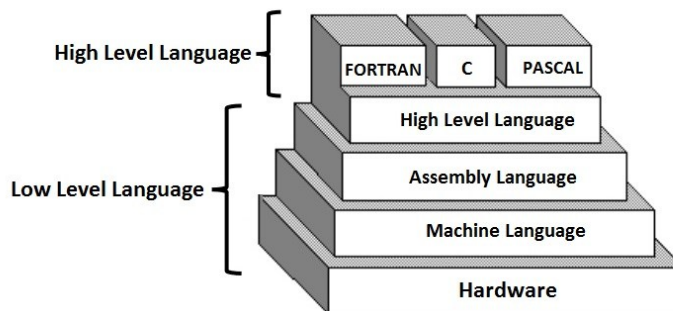 High Level Language
FORTRAN C PASCAL
High Level Language
Assembly Language
Low Level Language
Machine Language
Hardware